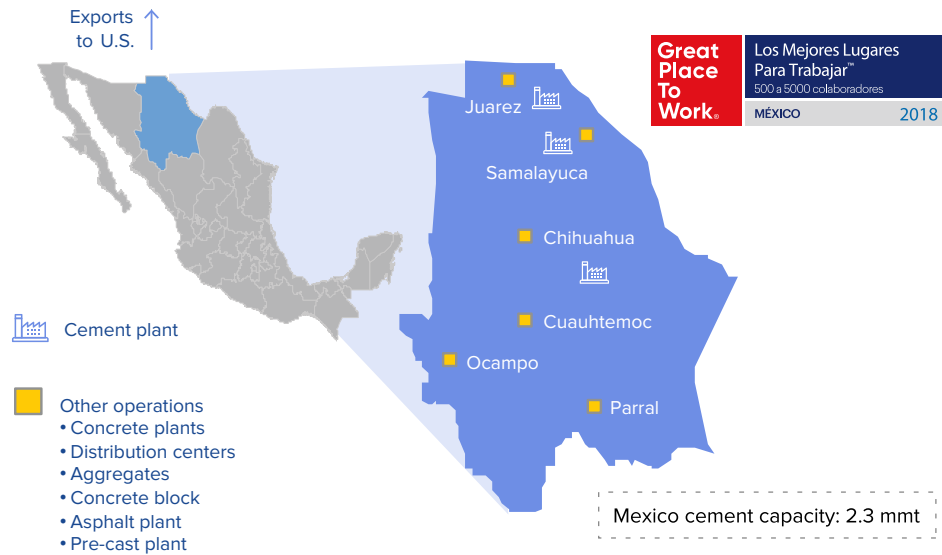 Exports
to U.S.
Great
Place
To
Work®
Los Mejores Lugares
Para Trabajar™
500 a 5000 colaboradores
MÉXICO 2018
Juarez
Samalayuca
Chihuahua
Cuauhtemoc
Ocampo
Parral
Cement plant
Other operations
• Concrete plants
• Distribution centers
• Aggregates
• Concrete block
• Asphalt plant
• Pre-cast plant
Mexico cement capacity: 2.3 mmt